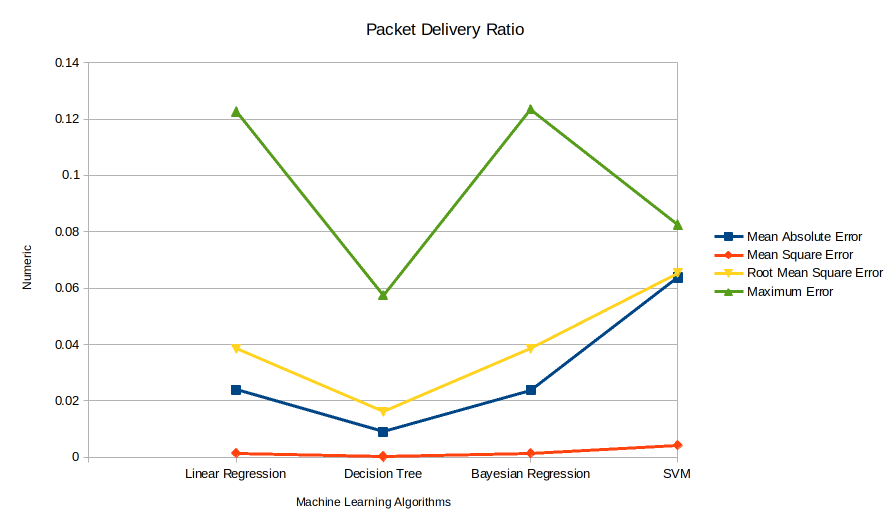 Packet Delivery Ratio
0.14
0.12
0.1
0.08
0.06
0.04
0.02
0
Numeric
Linear Regression
Decision Tree
Bayesian Regression
SVM
Machine Learning Algorithms
Mean Absolute Error
Mean Square Error
Root Mean Square Error
Maximum Error